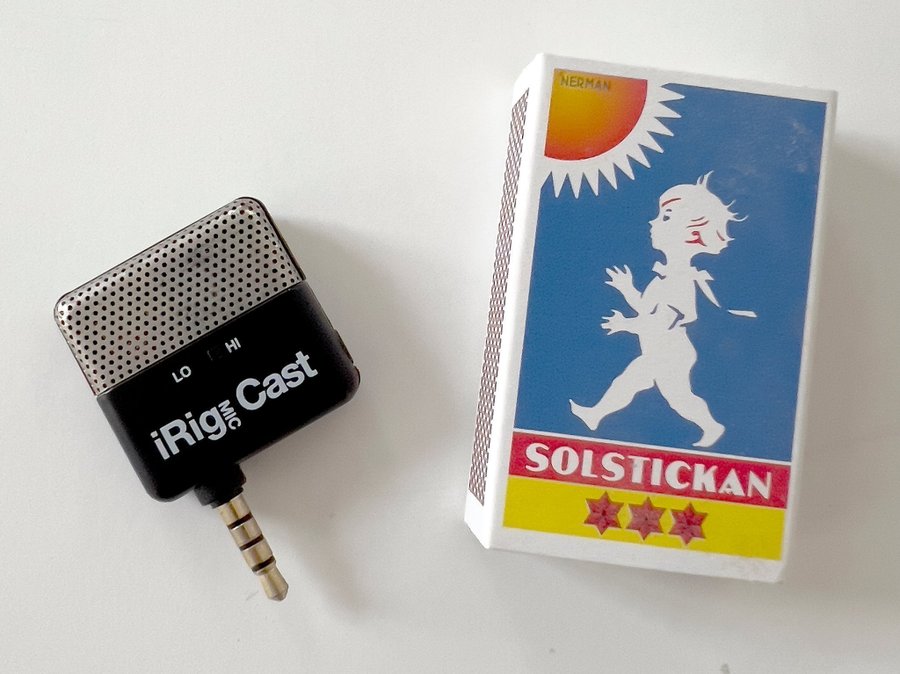 LO HI
iRig MIC Cast
NERMAN
SOLSTICKAN